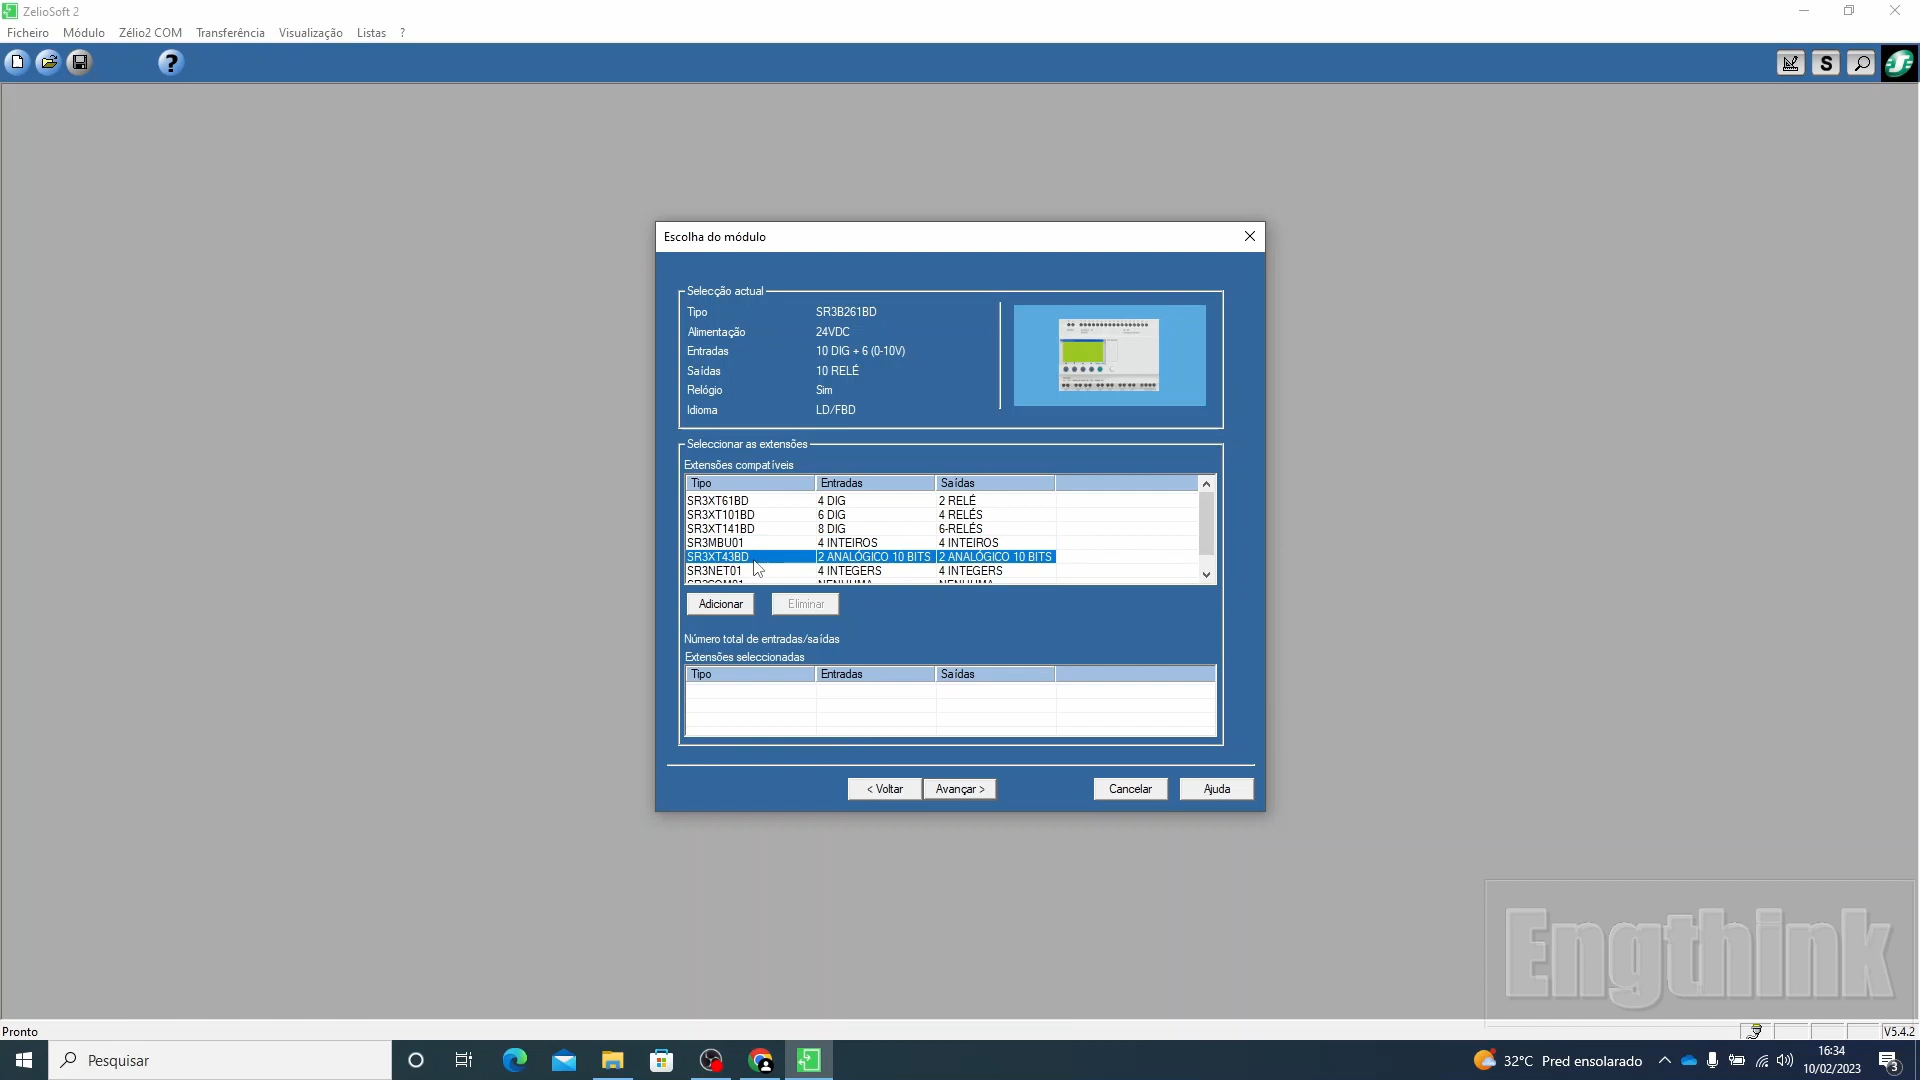 ZelioSoft 2
Ficheiro Módulo Zélio2 COM Transferência Visualização Listas ?
?
S
Escolha do módulo
Selecção actual
Tipo SR3B261BD
Alimentação 24VDC
Entradas 10 DIG + 6 (0-10V)
Saídas 10 RELÉ
Relógio Sim
Idioma LD/FBD
Seleccionar as extensões
Extensões compatíveis
Tipo Entradas Saídas
SR3XT61BD 4 DIG 2 RELÉ
SR3XT101BD 6 DIG 4 RELÉS
SR3XT141BD 8 DIG 6-RELÉS
SR3MBU01 4 INTEIROS 4 INTEIROS
SR3XT43BD 2 ANALÓGICO 10 BITS 2 ANALÓGICO 10 BITS
SR3NET01 4 INTEGERS 4 INTEGERS
Adicionar Eliminar
Número total de entradas/saídas
Extensões seleccionadas
Tipo Entradas Saídas
< Voltar Avançar > Cancelar Ajuda
Engthink
Pronto V5.4.2
Pesquisar 32°C Pred ensolarado 16:34
10/02/2023 3